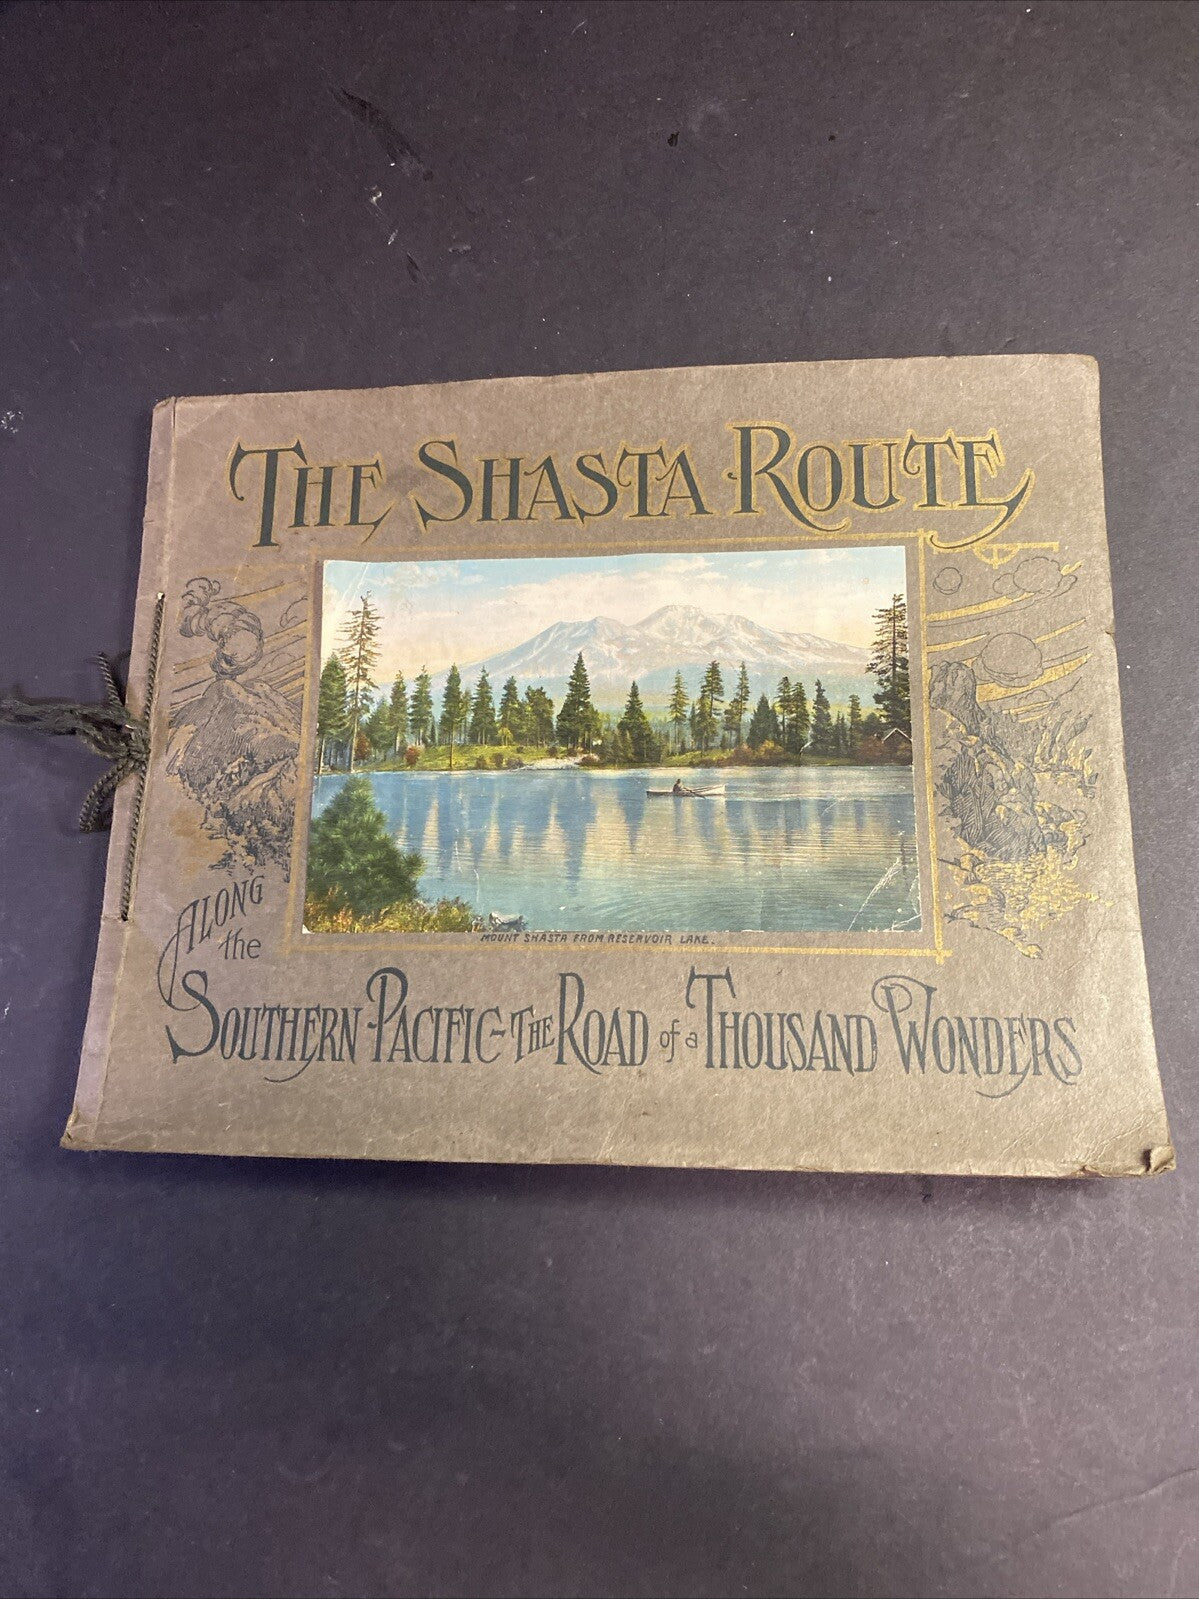 THE SHASTA ROUTE
MOUNT SHASTA FROM RESERVOIR LAKE.
ALONG
the
SOUTHERN PACIFIC-THE ROAD of a THOUSAND WONDERS